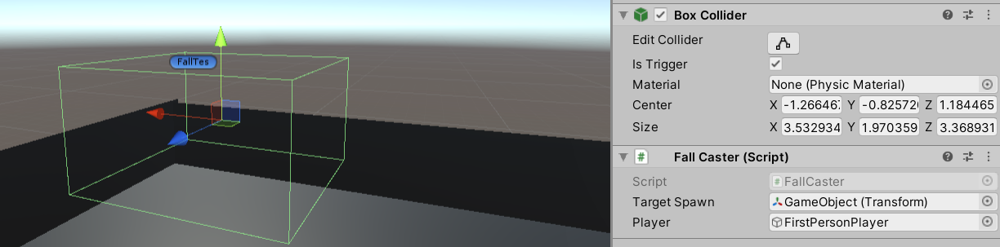 FallTes
Box Collider
Edit Collider
Is Trigger
Material None (Physic Material)
Center X -1.266467 Y -0.82572 Z 1.184465
Size X 3.532934 Y 1.970359 Z 3.368931
# Fall Caster (Script)
Script # FallCaster
Target Spawn GameObject (Transform)
Player FirstPersonPlayer